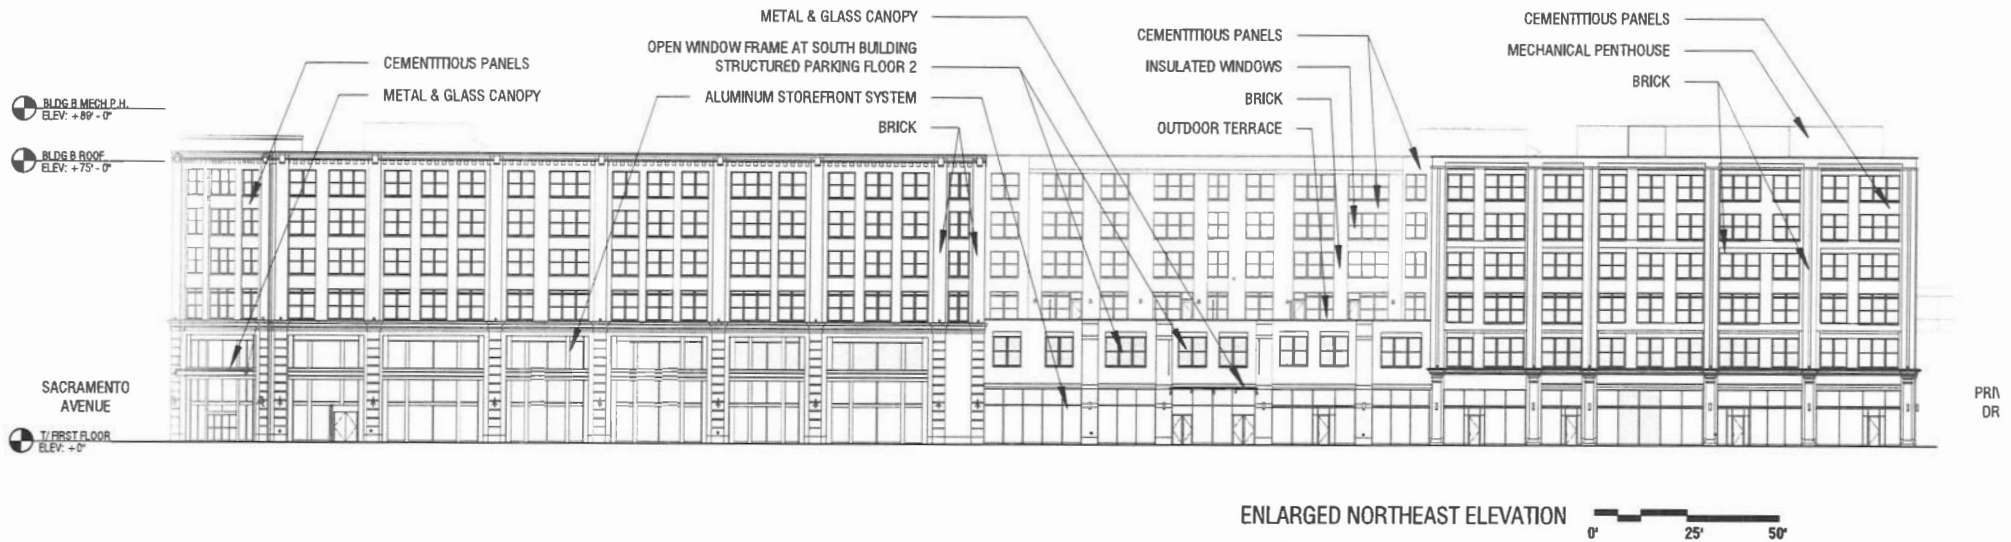 METAL & GLASS CANOPY
OPEN WINDOW FRAME AT SOUTH BUILDING
STRUCTURED PARKING FLOOR 2
CEMENTITIOUS PANELS
METAL & GLASS CANOPY
ALUMINUM STOREFRONT SYSTEM
BRICK
CEMENTITIOUS PANELS
INSULATED WINDOWS
BRICK
OUTDOOR TERRACE
CEMENTITIOUS PANELS
MECHANICAL PENTHOUSE
BRICK
BLDG B MECH P.H.
ELEV: +89' - 0"
BLDG B ROOF
ELEV: +75' - 0"
SACRAMENTO
AVENUE
T/ FIRST FLOOR
ELEV: +0"
PRIV
DR
ENLARGED NORTHEAST ELEVATION
0' 25' 50'